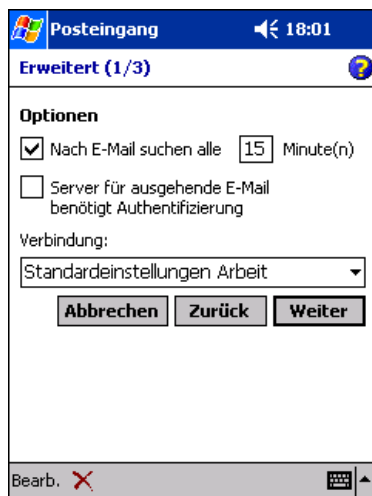 Posteingang 18:01
Erweitert (1/3) ?
Optionen
Nach E-Mail suchen alle 15 Minute(n)
Server für ausgehende E-Mail
benötigt Authentifizierung
Verbindung:
Standardeinstellungen Arbeit
Abbrechen Zurück Weiter
Bearb.